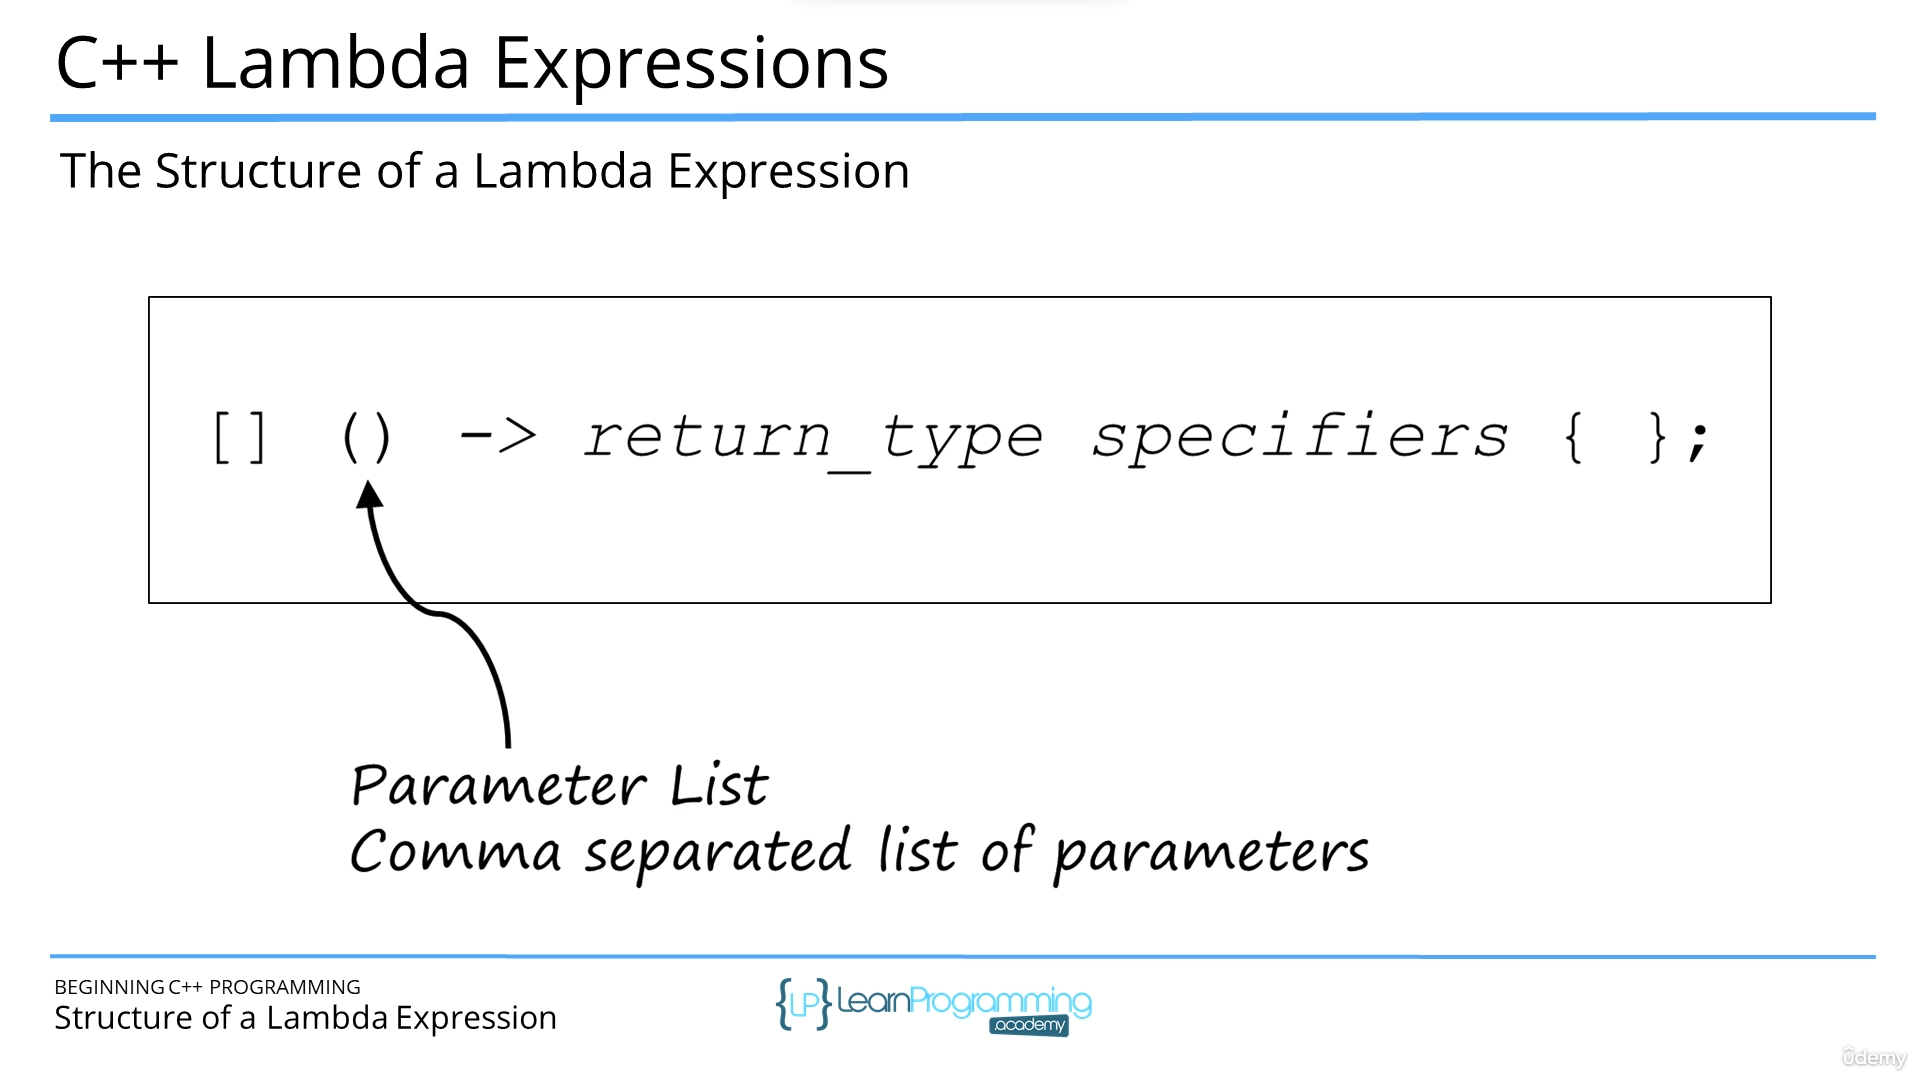 C++ Lambda Expressions
The Structure of a Lambda Expression
[] () -> return_type specifiers { };
Parameter List
Comma separated list of parameters
BEGINNING C++ PROGRAMMING
Structure of a Lambda Expression
{LP} LearnProgramming
academy
ûdemy